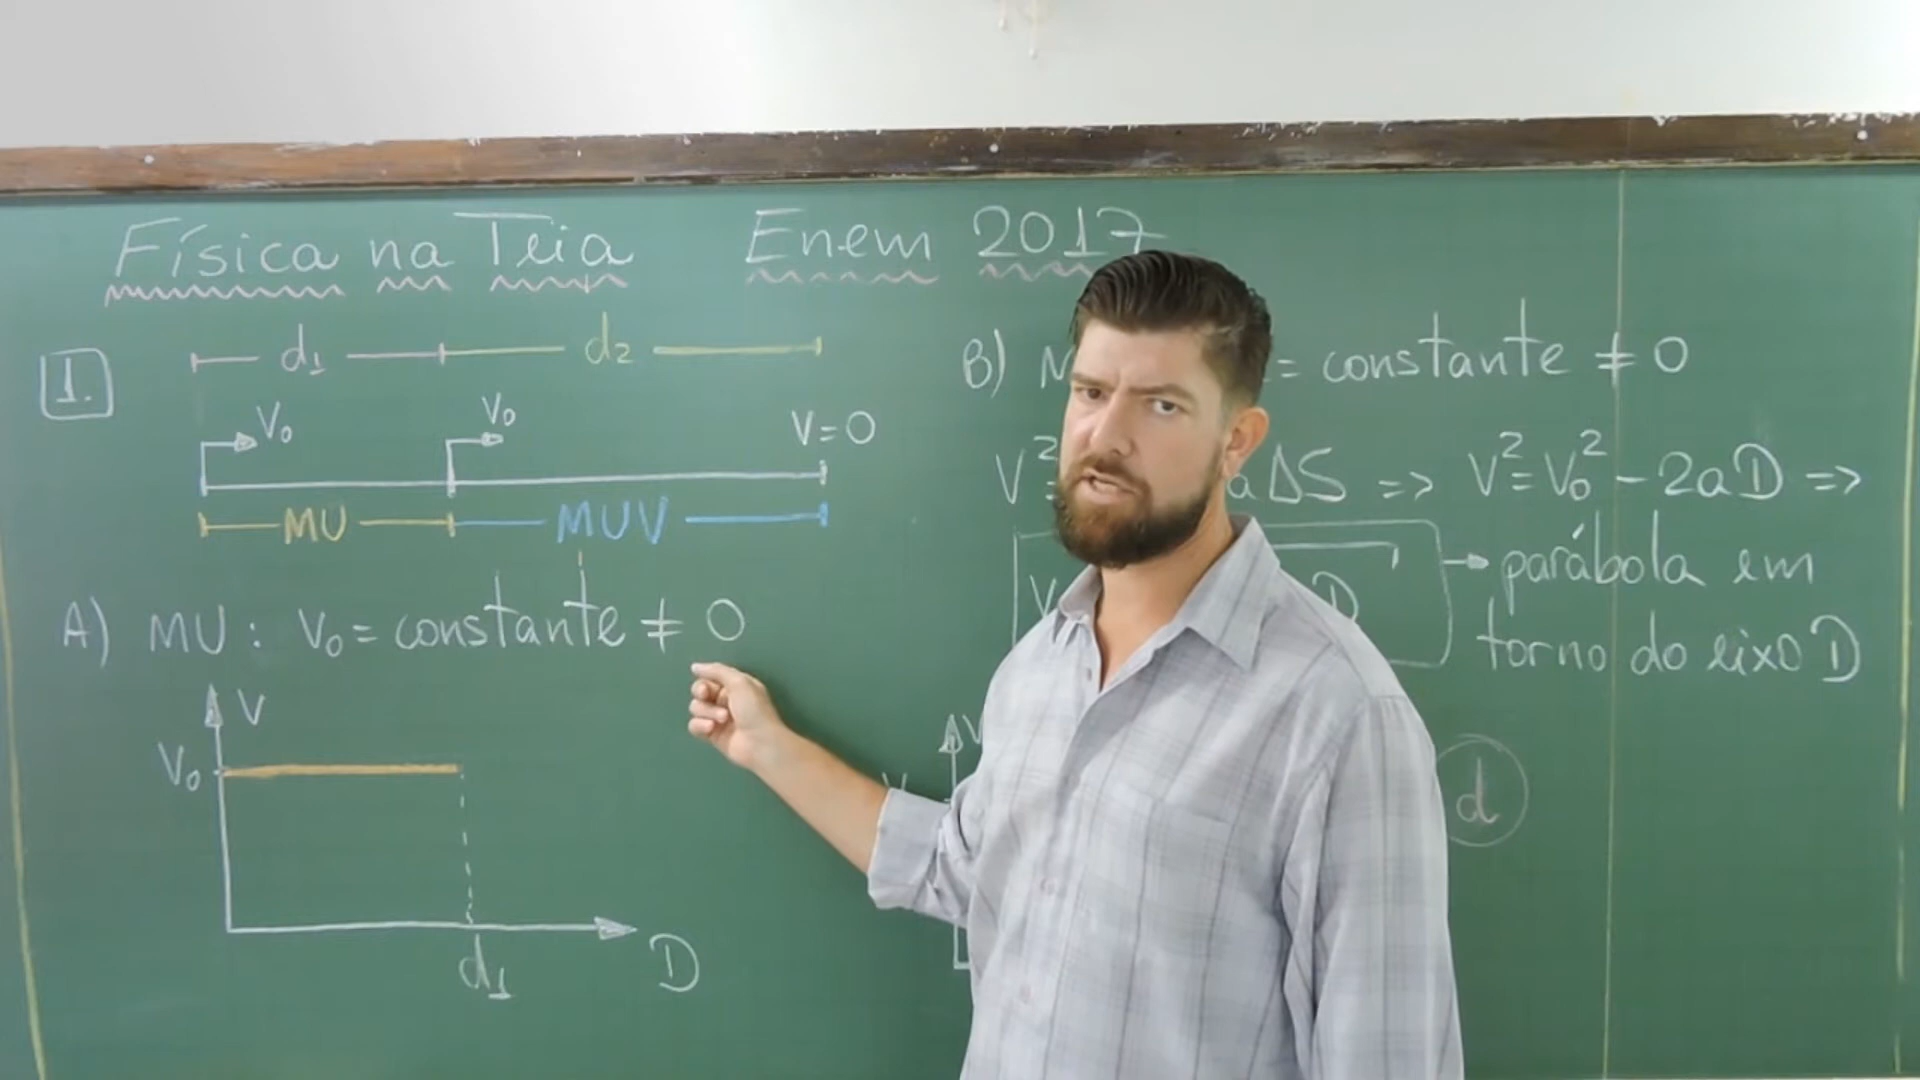 Física na Teia Enem 2017
1.
d₁ d₂
V₀ V₀ V=0
MU MUV
A) MU: V₀ = constante ≠ 0
V
V₀
d₁ D
B) = constante ≠ 0
V² aΔS => V²=V₀²-2aD =>
V D → parábola em
torno do eixo D
V
d